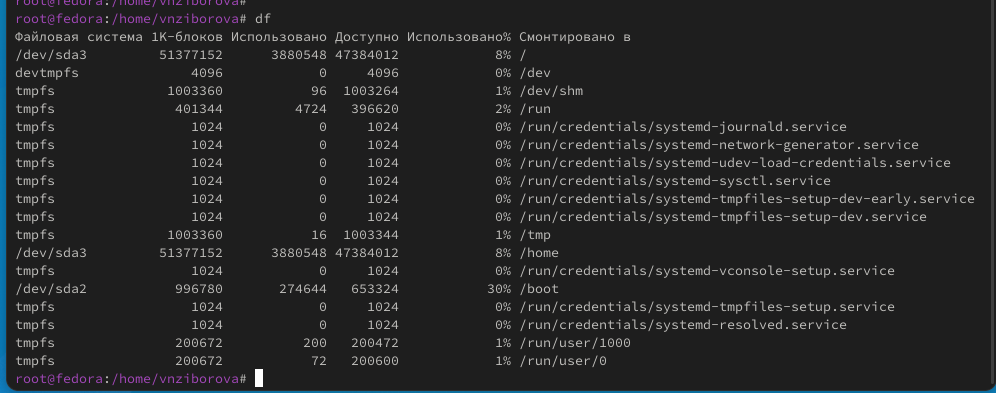 root@fedora:/home/vnziborova#
root@fedora:/home/vnziborova# df
Файловая система 1K-блоков Использовано Доступно Использовано% Смонтировано в
/dev/sda3 51377152 3880548 47384012 8% /
devtmpfs 4096 0 4096 0% /dev
tmpfs 1003360 96 1003264 1% /dev/shm
tmpfs 401344 4724 396620 2% /run
tmpfs 1024 0 1024 0% /run/credentials/systemd-journald.service
tmpfs 1024 0 1024 0% /run/credentials/systemd-network-generator.service
tmpfs 1024 0 1024 0% /run/credentials/systemd-udev-load-credentials.service
tmpfs 1024 0 1024 0% /run/credentials/systemd-sysctl.service
tmpfs 1024 0 1024 0% /run/credentials/systemd-tmpfiles-setup-dev-early.service
tmpfs 1024 0 1024 0% /run/credentials/systemd-tmpfiles-setup-dev.service
tmpfs 1003360 16 1003344 1% /tmp
/dev/sda3 51377152 3880548 47384012 8% /home
tmpfs 1024 0 1024 0% /run/credentials/systemd-vconsole-setup.service
/dev/sda2 996780 274644 653324 30% /boot
tmpfs 1024 0 1024 0% /run/credentials/systemd-tmpfiles-setup.service
tmpfs 1024 0 1024 0% /run/credentials/systemd-resolved.service
tmpfs 200672 200 200472 1% /run/user/1000
tmpfs 200672 72 200600 1% /run/user/0
root@fedora:/home/vnziborova#